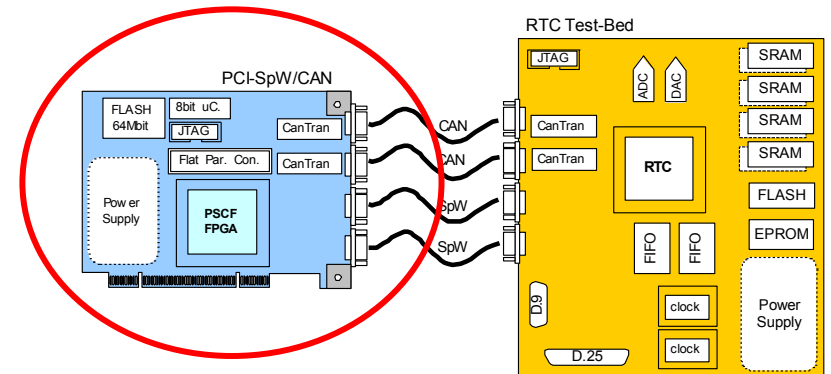 RTC Test-Bed
PCI-SpW/CAN
FLASH
64Mbit
8bit uC.
JTAG
Flat Par. Con.
CanTran
CanTran
Power
Supply
PSCF
FPGA
CAN
CAN
SpW
SpW
JTAG
ADC
DAC
SRAM
SRAM
SRAM
SRAM
CanTran
CanTran
RTC
FLASH
EPROM
FIFO
FIFO
D.9
clock
clock
D.25
Power
Supply